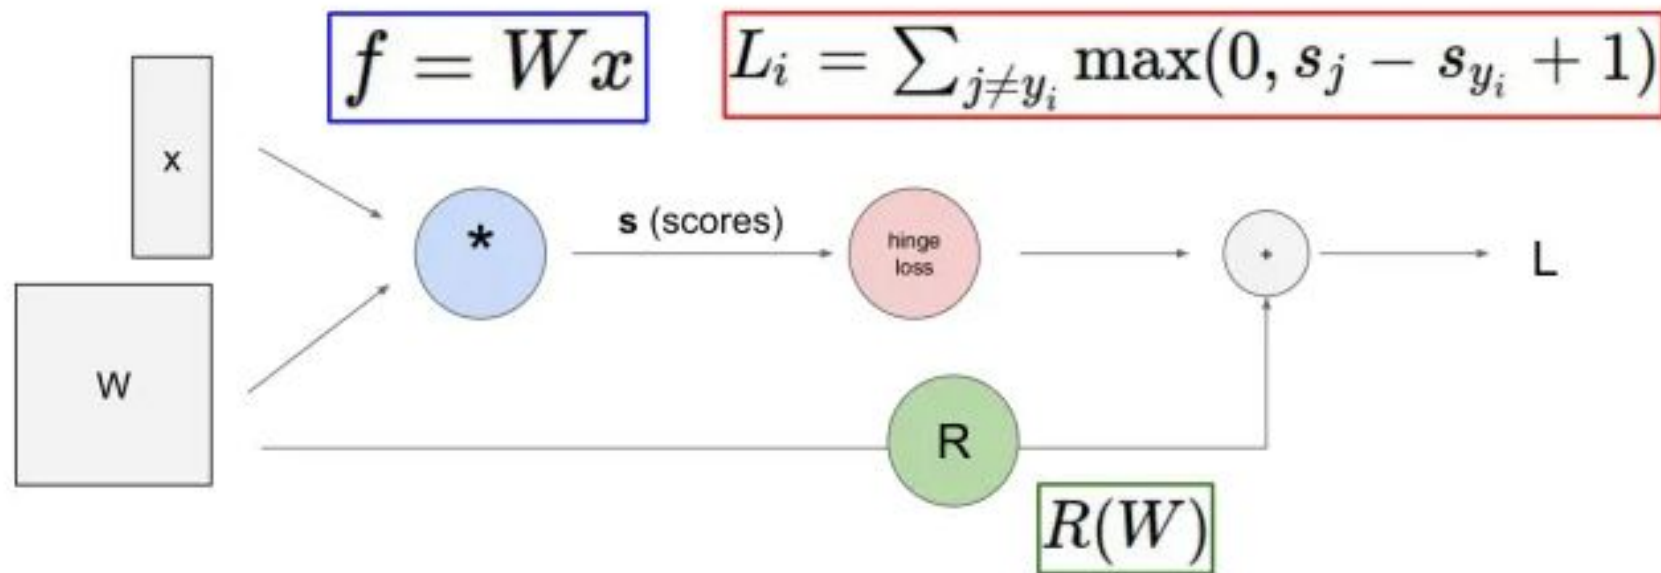 f = Wx
L_i = ∑_{j≠y_i} max(0, s_j − s_{y_i} + 1)
x
*
s (scores)
hinge
loss
+
L
W
R
R(W)